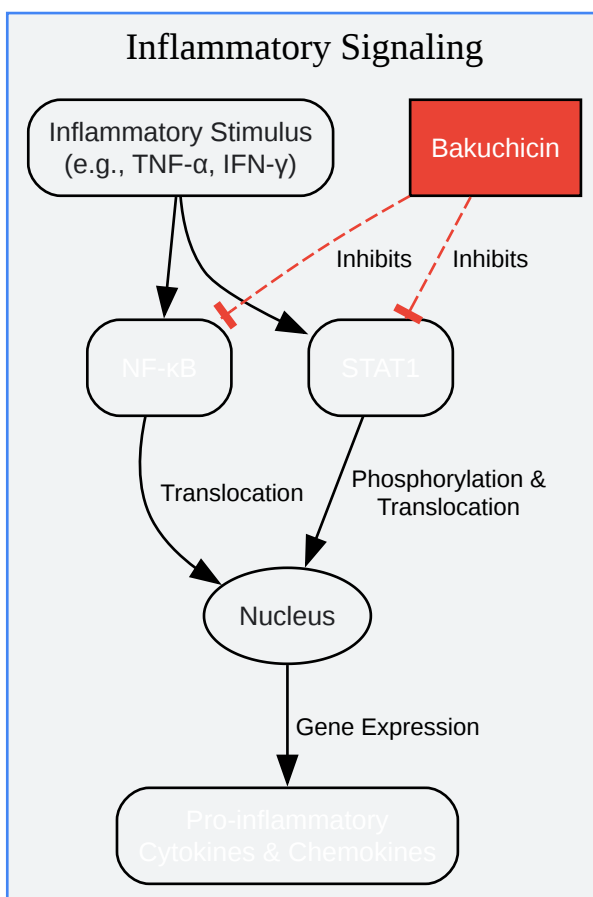 Inflammatory Signaling
Inflammatory Stimulus
(e.g., TNF-α, IFN-γ)
Bakuchicin
Inhibits
Inhibits
NF-κB
STAT1
Translocation
Phosphorylation &
Translocation
Nucleus
Gene Expression
Pro-inflammatory
Cytokines & Chemokines